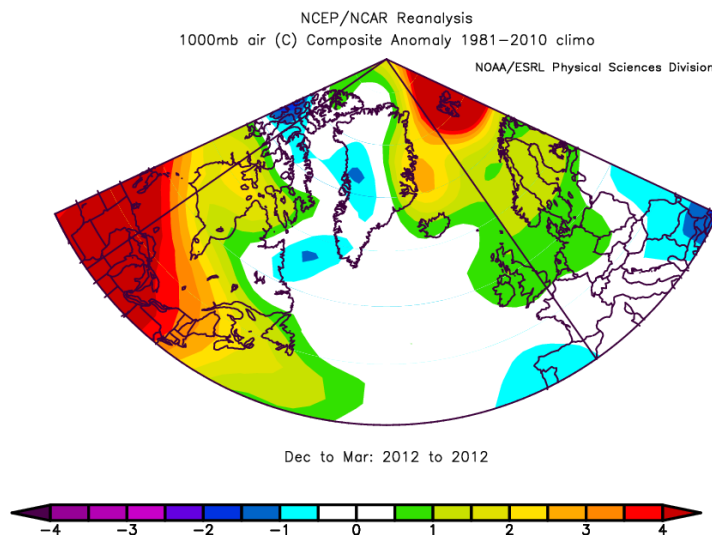 NCEP/NCAR Reanalysis
1000mb air (C) Composite Anomaly 1981-2010 climo
NOAA/ESRL Physical Sciences Division
Dec to Mar: 2012 to 2012
-4 -3 -2 -1 0 1 2 3 4